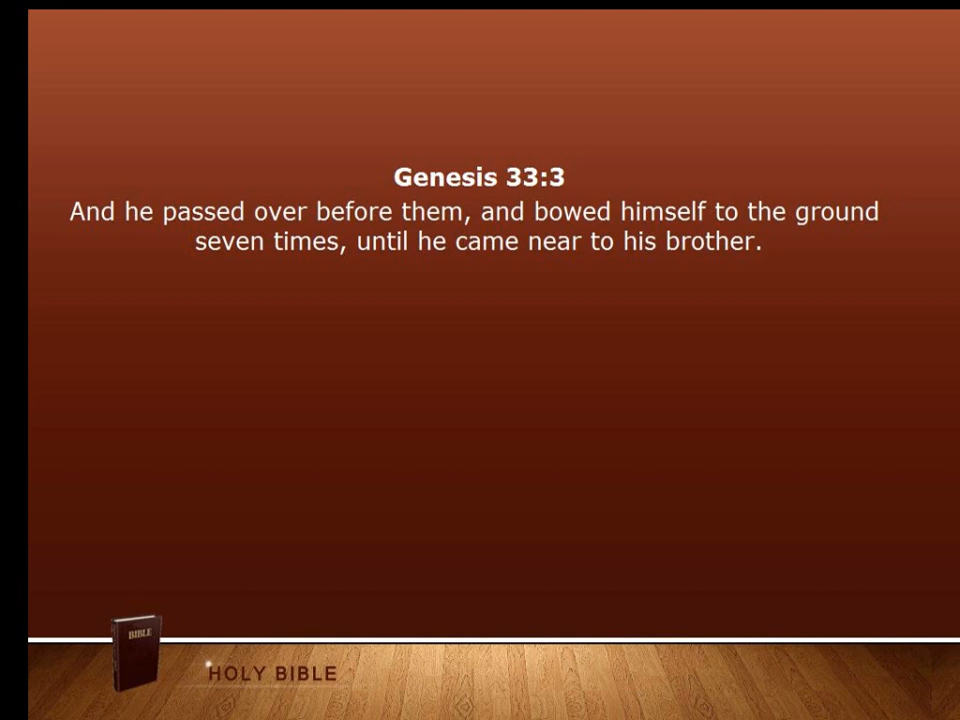 Genesis 33:3
And he passed over before them, and bowed himself to the ground
seven times, until he came near to his brother.
BIBLE
HOLY BIBLE